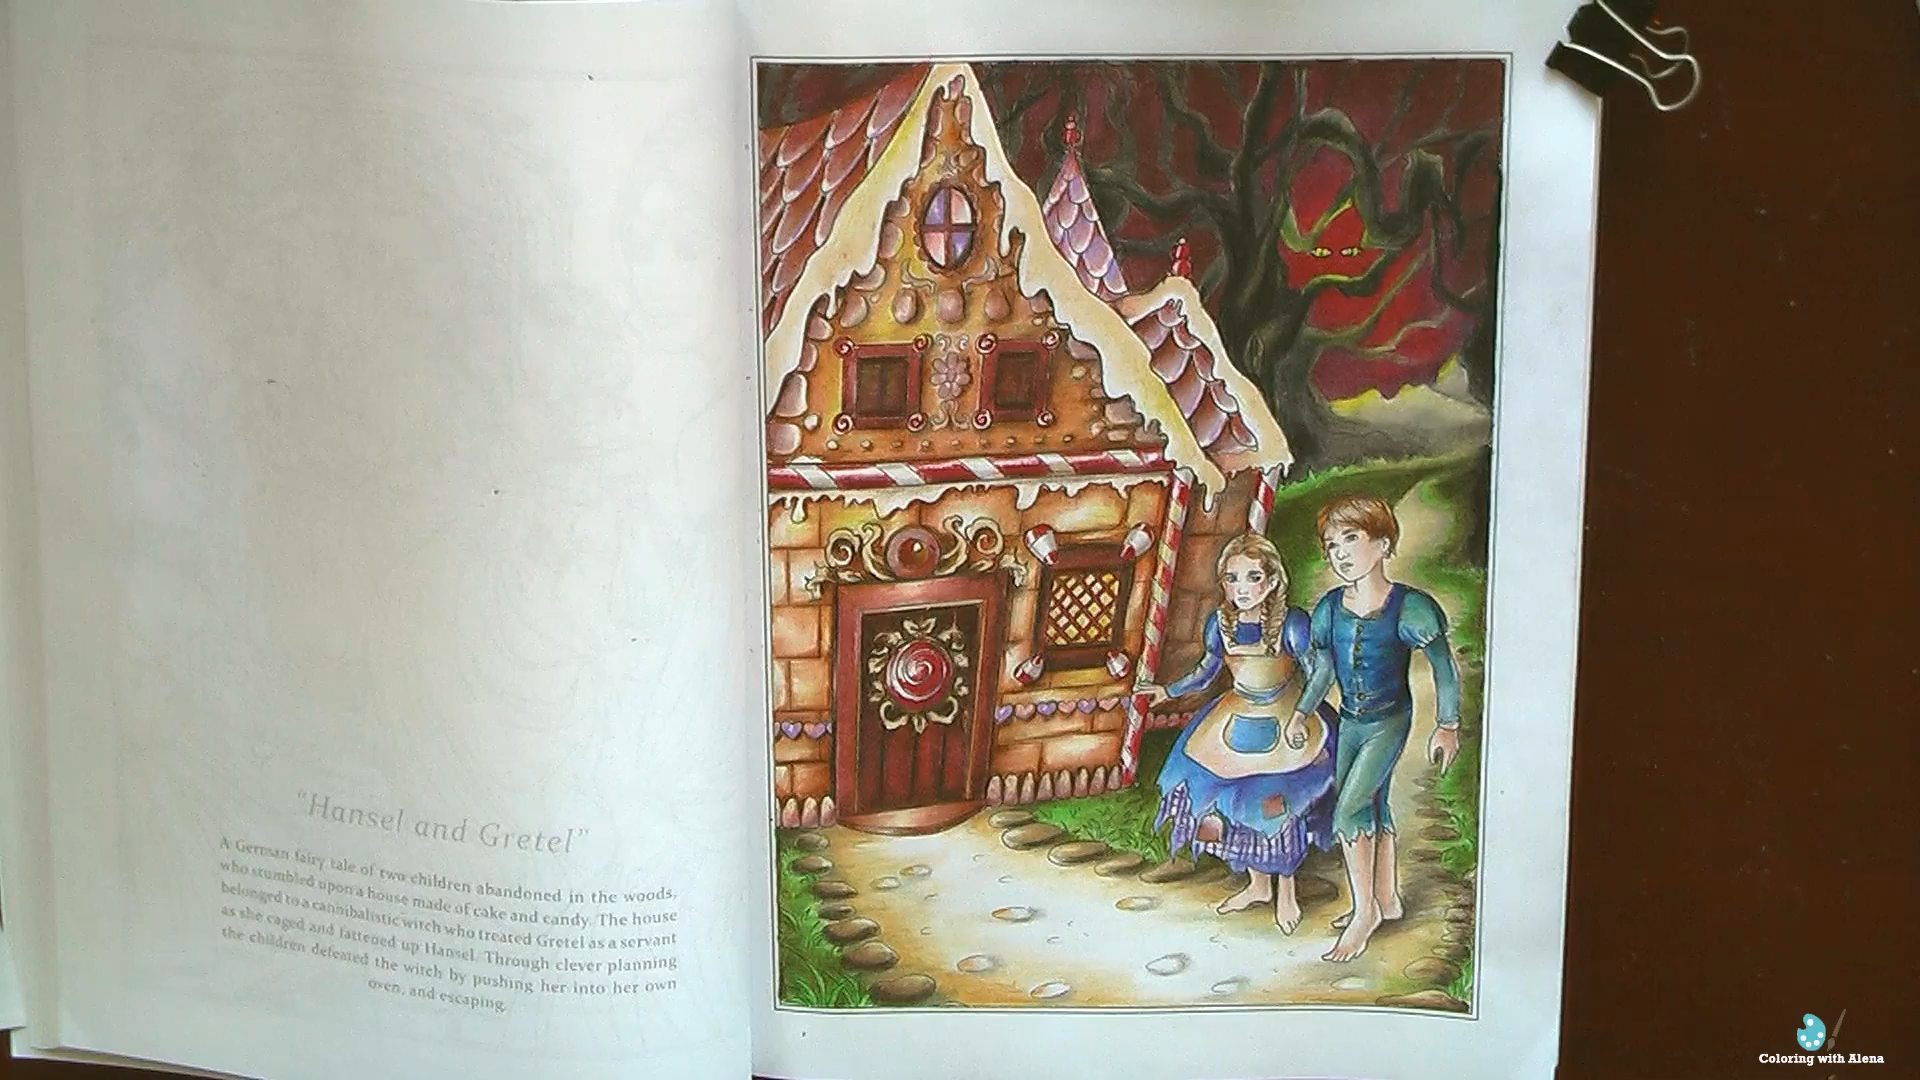 "Hansel and Gretel"
A German fairy tale of two children abandoned in the woods,
who stumbled upon a house made of cake and candy. The house
belonged to a cannibalistic witch who treated Gretel as a servant
as she caged and fattened up Hansel. Through clever planning
the children defeated the witch by pushing her into her own
oven, and escaping.
Coloring with Alena